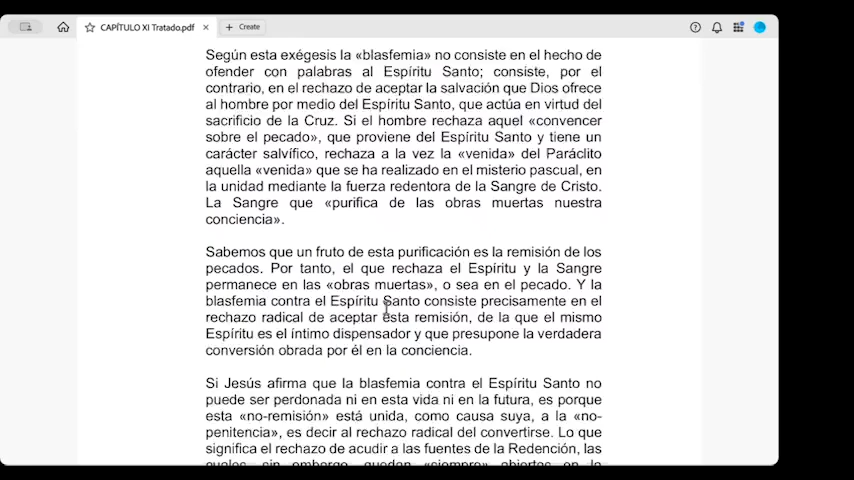 CAPÍTULO XI Tratado.pdf
Create
Según esta exégesis la «blasfemia» no consiste en el hecho de
ofender con palabras al Espíritu Santo; consiste, por el
contrario, en el rechazo de aceptar la salvación que Dios ofrece
al hombre por medio del Espíritu Santo, que actúa en virtud del
sacrificio de la Cruz. Si el hombre rechaza aquel «convencer
sobre el pecado», que proviene del Espíritu Santo y tiene un
carácter salvífico, rechaza a la vez la «venida» del Paráclito
aquella «venida» que se ha realizado en el misterio pascual, en
la unidad mediante la fuerza redentora de la Sangre de Cristo.
La Sangre que «purifica de las obras muertas nuestra
conciencia».
Sabemos que un fruto de esta purificación es la remisión de los
pecados. Por tanto, el que rechaza el Espíritu y la Sangre
permanece en las «obras muertas», o sea en el pecado. Y la
blasfemia contra el Espíritu Santo consiste precisamente en el
rechazo radical de aceptar esta remisión, de la que el mismo
Espíritu es el íntimo dispensador y que presupone la verdadera
conversión obrada por él en la conciencia.
Si Jesús afirma que la blasfemia contra el Espíritu Santo no
puede ser perdonada ni en esta vida ni en la futura, es porque
esta «no-remisión» está unida, como causa suya, a la «no-
penitencia», es decir al rechazo radical del convertirse. Lo que
significa el rechazo de acudir a las fuentes de la Redención, las
cuales, sin embargo, quedan «siempre» abiertas en la